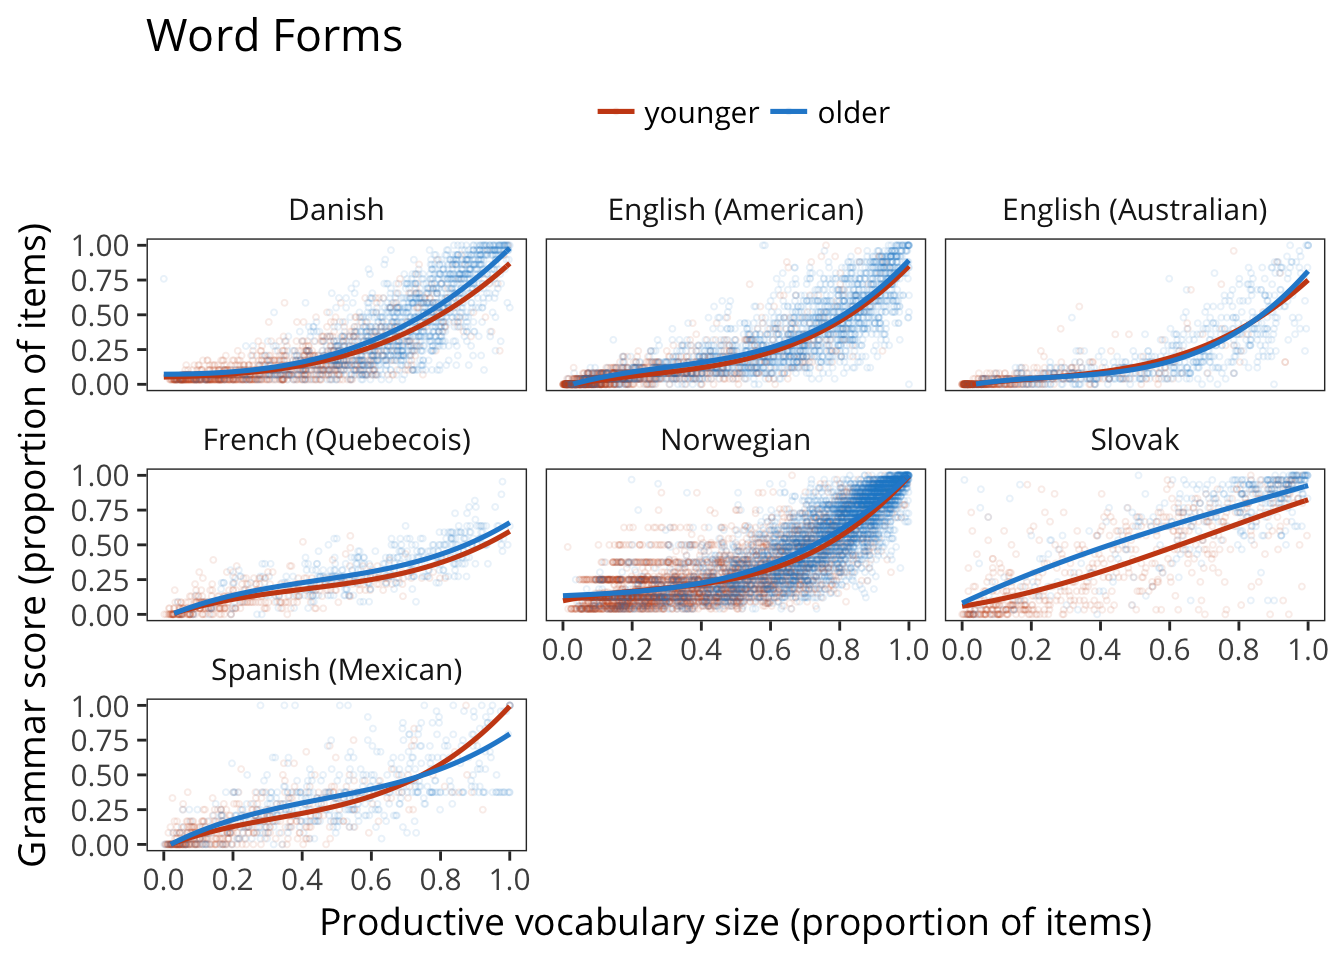 Word Forms
younger older
Danish English (American) English (Australian)
1.00
0.75
0.50
0.25
0.00
French (Quebecois) Norwegian Slovak
1.00
0.75
0.50
0.25
0.00
0.0 0.2 0.4 0.6 0.8 1.0 0.0 0.2 0.4 0.6 0.8 1.0
Spanish (Mexican)
1.00
0.75
0.50
0.25
0.00
0.0 0.2 0.4 0.6 0.8 1.0
Productive vocabulary size (proportion of items)
Grammar score (proportion of items)